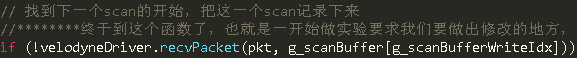 // 找到下一个scan的开始，把这一个scan记录下来
//********终于到这个函数了，也就是一开始做实验要求我们要做出修改的地方，
if (!velodyneDriver.recvPacket(pkt, g_scanBuffer[g_scanBufferWriteIdx]))